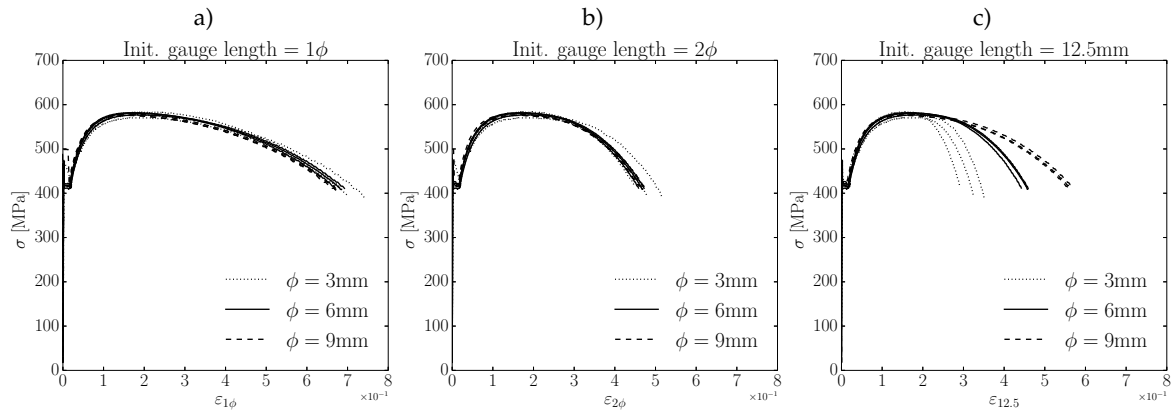 a)
Init. gauge length = 1ϕ
700
600
500
400
300
200
100
0
σ [MPa]
0 1 2 3 4 5 6 7 8
×10⁻¹
ε₁ϕ
ϕ = 3mm
ϕ = 6mm
ϕ = 9mm
b)
Init. gauge length = 2ϕ
700
600
500
400
300
200
100
0
σ [MPa]
0 1 2 3 4 5 6 7 8
×10⁻¹
ε₂ϕ
ϕ = 3mm
ϕ = 6mm
ϕ = 9mm
c)
Init. gauge length = 12.5mm
700
600
500
400
300
200
100
0
σ [MPa]
0 1 2 3 4 5 6 7 8
×10⁻¹
ε₁₂.₅
ϕ = 3mm
ϕ = 6mm
ϕ = 9mm